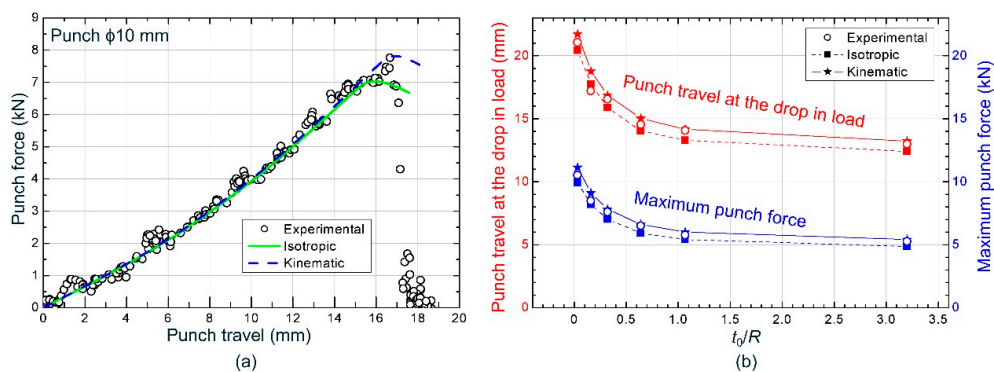 Punch ϕ10 mm
Punch force (kN)
9
8
7
6
5
4
3
2
1
0
Experimental
Isotropic
Kinematic
0 2 4 6 8 10 12 14 16 18 20
Punch travel (mm)
(a)
Punch travel at the drop in load (mm)
20
15
10
5
0
Experimental
Isotropic
Kinematic
Punch travel at the drop in load
Maximum punch force
20
15
10
5
0
Maximum punch force (kN)
0.0 0.5 1.0 1.5 2.0 2.5 3.0 3.5
t0/R
(b)